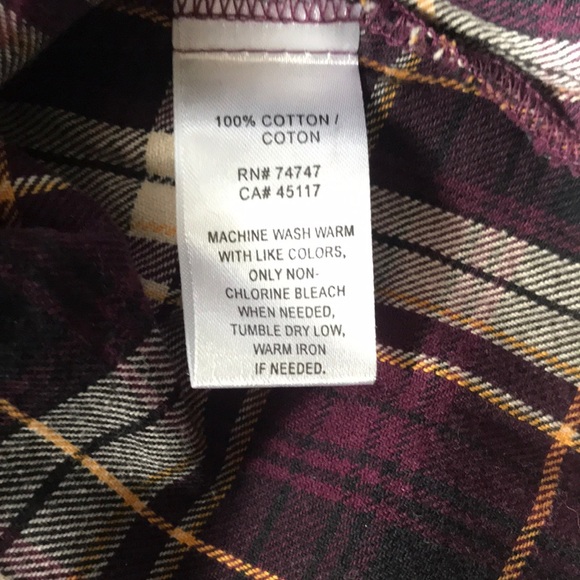 100% COTTON /
COTON
RN# 74747
CA# 45117
MACHINE WASH WARM
WITH LIKE COLORS,
ONLY NON-
CHLORINE BLEACH
WHEN NEEDED,
TUMBLE DRY LOW,
WARM IRON
IF NEEDED.